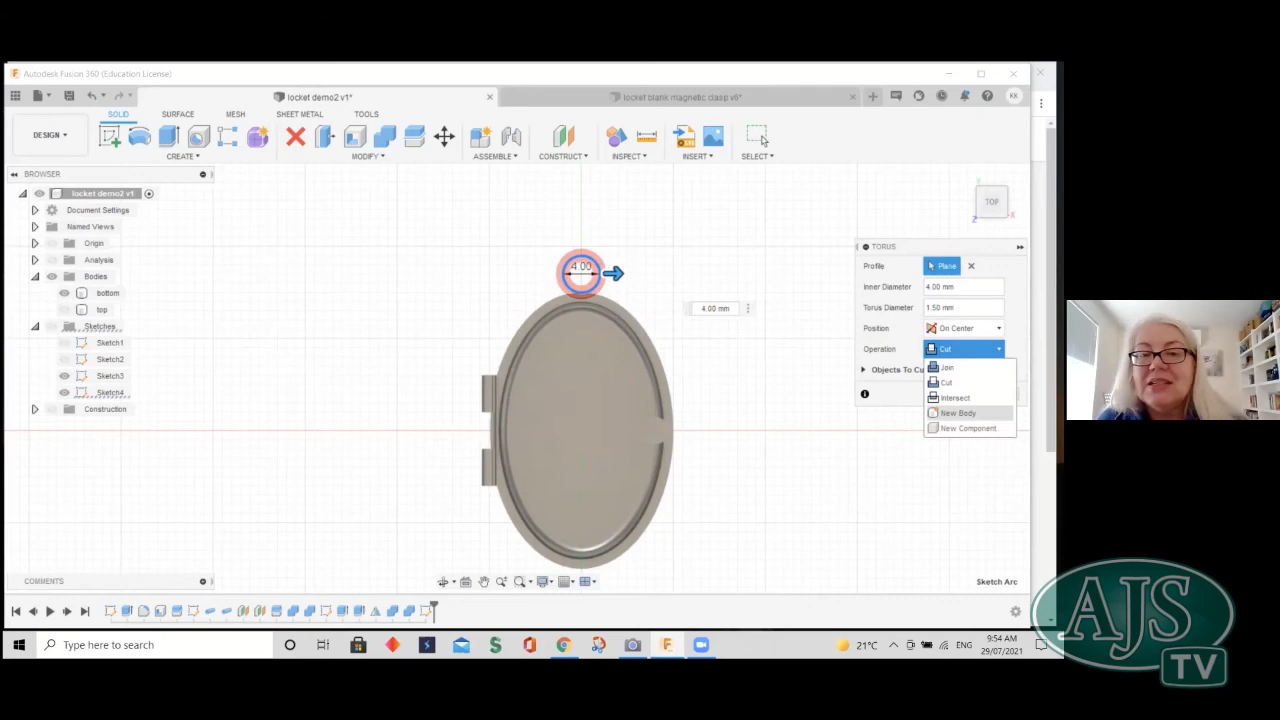 Autodesk Fusion 360 (Education License)
locket demo2 v1*
locket blank magnetic clasp v6*
KK
SOLID
SURFACE
MESH
SHEET METAL
TOOLS
DESIGN
CREATE
MODIFY
ASSEMBLE
CONSTRUCT
INSPECT
INSERT
SELECT
BROWSER
locket demo2 v1
Document Settings
Named Views
Origin
Analysis
Bodies
bottom
top
Sketches
Sketch1
Sketch2
Sketch3
Sketch4
Construction
4.00
4.00 mm
TOP
X
Z
TORUS
Profile
Plane
Inner Diameter
4.00 mm
Torus Diameter
1.50 mm
Position
On Center
Operation
Cut
Objects To Cu
Join
Cut
Intersect
New Body
New Component
COMMENTS
Sketch Arc
Type here to search
21°C
ENG
9:54 AM
29/07/2021
AJS
TV